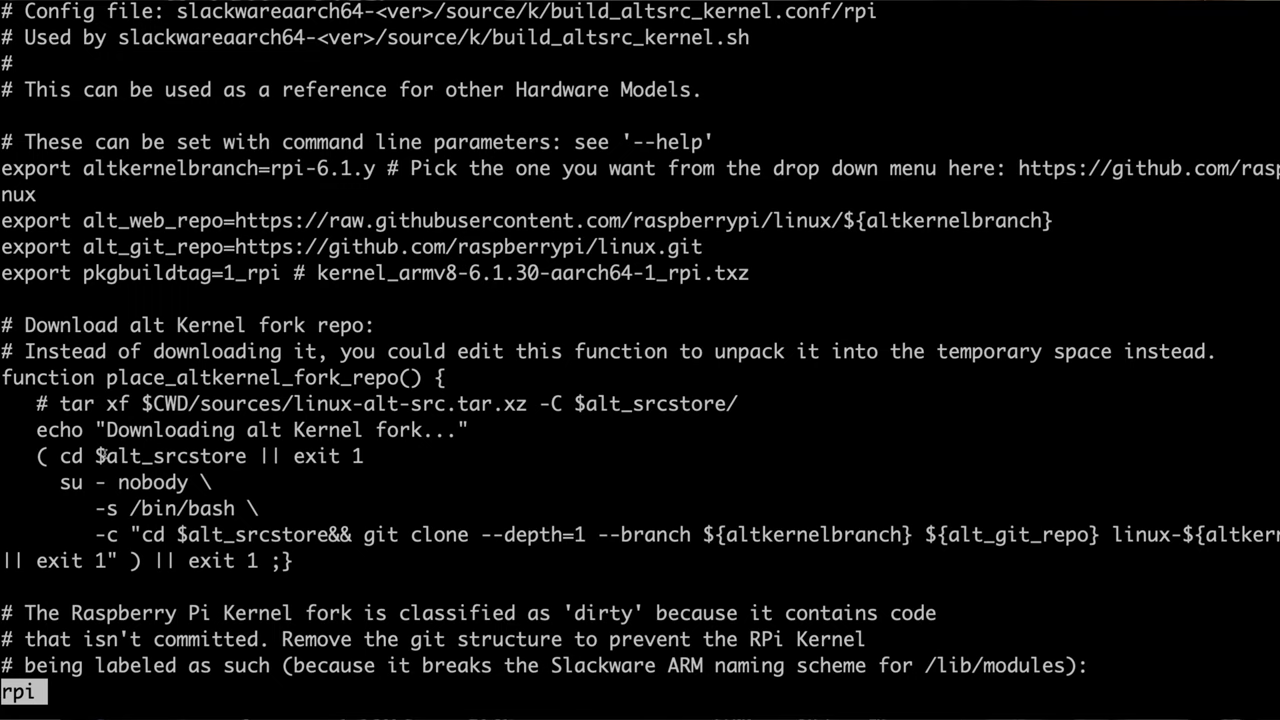 # Config file: slackwareaarch64-<ver>/source/k/build_altsrc_kernel.conf/rpi
# Used by slackwareaarch64-<ver>/source/k/build_altsrc_kernel.sh
#
# This can be used as a reference for other Hardware Models.
# These can be set with command line parameters: see '--help'
export altkernelbranch=rpi-6.1.y # Pick the one you want from the drop down menu here: https://github.com/rasp
nux
export alt_web_repo=https://raw.githubusercontent.com/raspberrypi/linux/${altkernelbranch}
export alt_git_repo=https://github.com/raspberrypi/linux.git
export pkgbuildtag=1_rpi # kernel_armv8-6.1.30-aarch64-1_rpi.txz
# Download alt Kernel fork repo:
# Instead of downloading it, you could edit this function to unpack it into the temporary space instead.
function place_altkernel_fork_repo() {
# tar xf $CWD/sources/linux-alt-src.tar.xz -C $alt_srcstore/
echo "Downloading alt Kernel fork..."
( cd $alt_srcstore || exit 1
su - nobody \
-s /bin/bash \
-c "cd $alt_srcstore&& git clone --depth=1 --branch ${altkernelbranch} ${alt_git_repo} linux-${altker
|| exit 1" ) || exit 1 ;}
# The Raspberry Pi Kernel fork is classified as 'dirty' because it contains code
# that isn't committed. Remove the git structure to prevent the RPi Kernel
# being labeled as such (because it breaks the Slackware ARM naming scheme for /lib/modules):
rpi